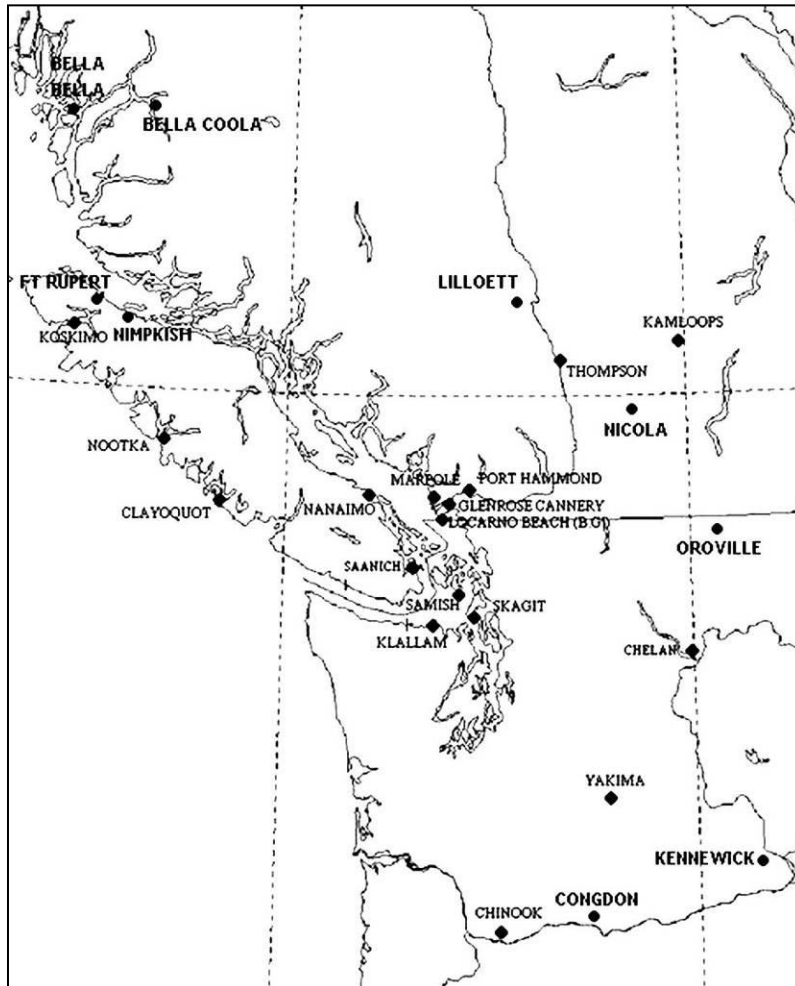 BELLA
BELLA
BELLA COOLA
FT RUPERT
LILLOETT
KOSKIMO
NIMPKISH
KAMLOOPS
THOMPSON
NICOLA
NOOTKA
MARPOLE
PORT HAMMOND
CLAYOQUOT
NANAIMO
GLENROSE CANNERY
LOCARNO BEACH (B.G)
OROVILLE
SAANICH
SAMISH
SKAGIT
KLALLAM
CHELAN
YAKIMA
KENNEWICK
CONGDON
CHINOOK